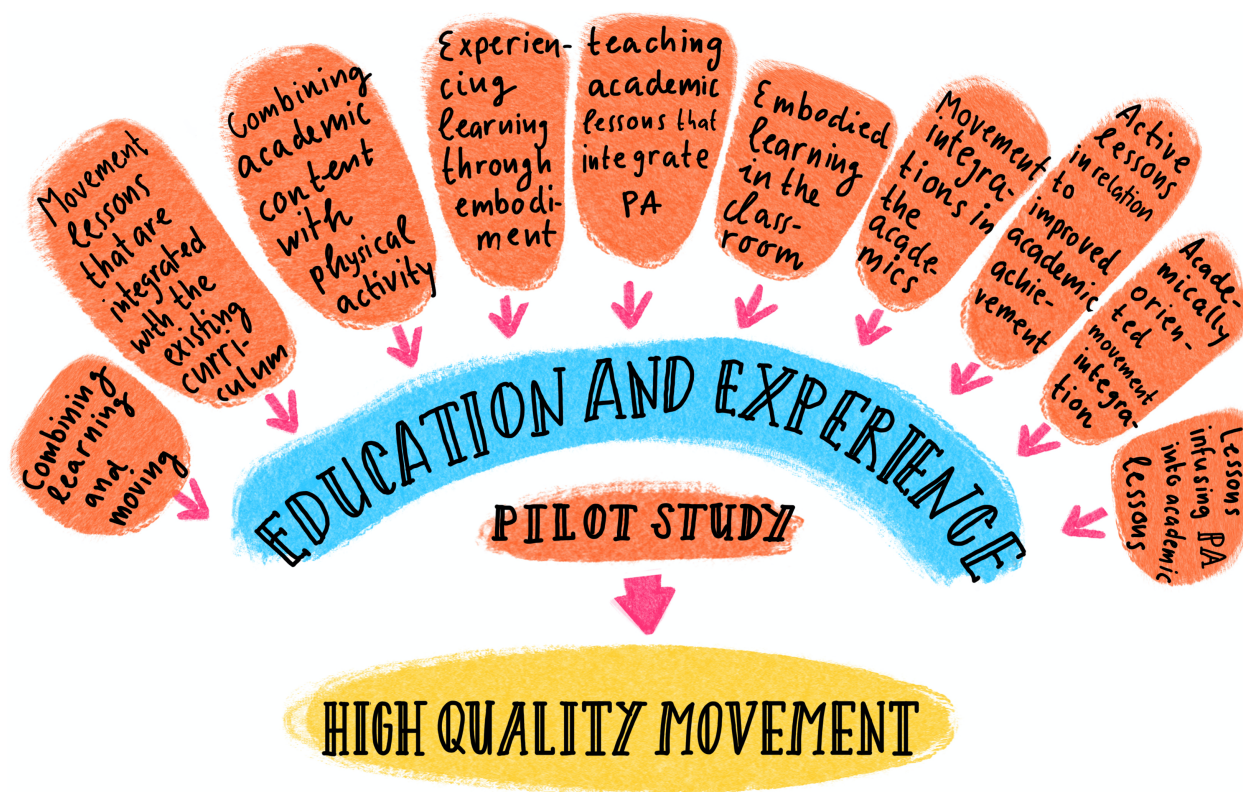 Combining
learning
and
moving
Movement
lessons
that are
integrated
with the
existing
curri-
culum
Combining
academic
content
with
physical
activity
Experien-
cing
learning
through
embodi-
ment
teaching
academic
lessons that
integrate
PA
Embodied
learning
in the
class-
room
Movement
integra-
tions in
the
acade-
mics
Active
lessons
in relation
to
improved
academic
achie-
vement
Acade-
mically
orien-
ted
movement
integra-
tion
Lessons
infusing PA
into academic
lessons
EDUCATION AND EXPERIENCE
PILOT STUDY
HIGH QUALITY MOVEMENT